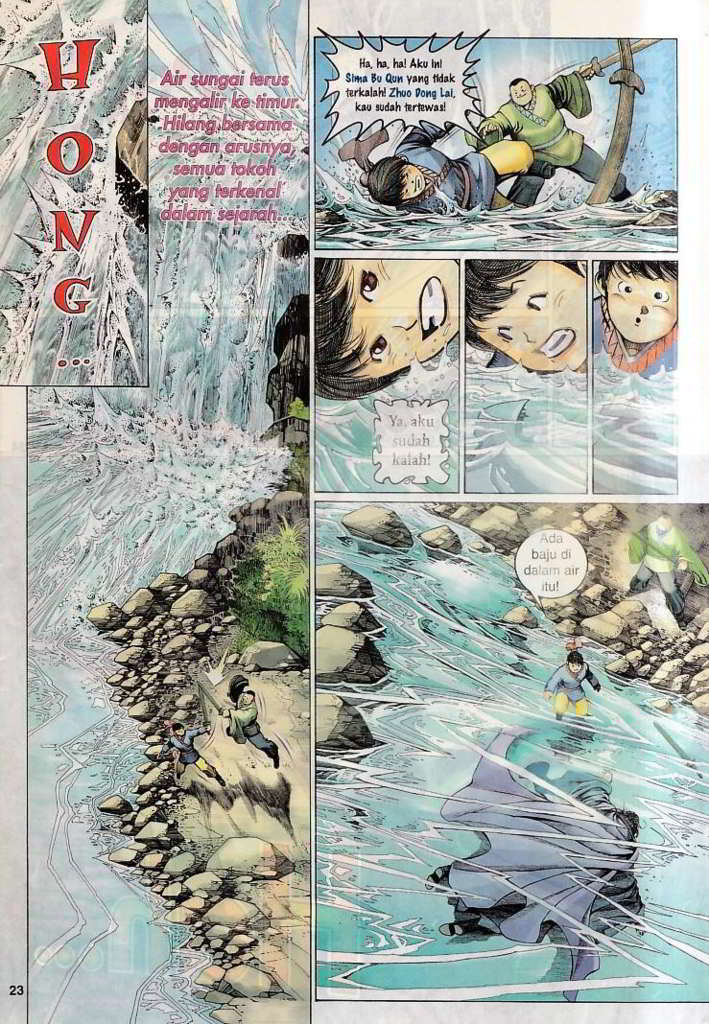 HONG...
Air sungai terus
mengalir ke timur.
Hilang bersama
dengan arusnya,
semua tokoh
yang terkenal
dalam sejarah....
Ha, ha, ha! Aku ini
Sima Bu Qun yang tidak
terkalah! Zhuo Dong Lai,
kau sudah tertewas!
Ya, aku
sudah
kalah!
Ada
baju di
dalam air
itu!
23